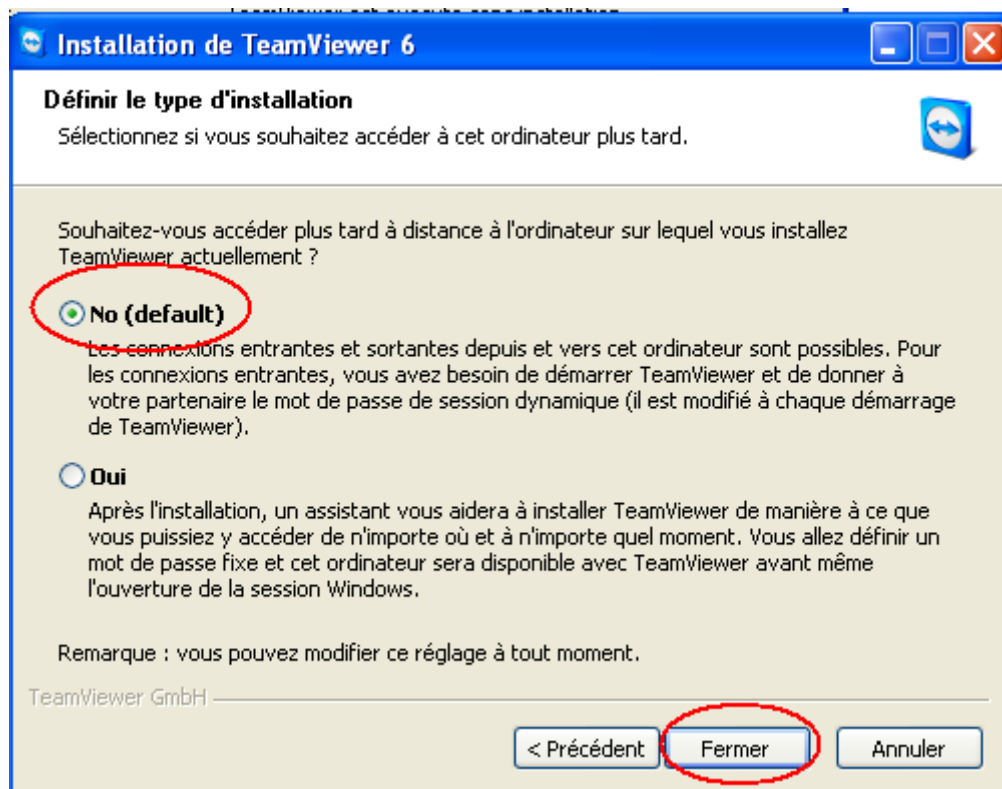 Installation de TeamViewer 6
Définir le type d'installation
Sélectionnez si vous souhaitez accéder à cet ordinateur plus tard.
Souhaitez-vous accéder plus tard à distance à l'ordinateur sur lequel vous installez
TeamViewer actuellement ?
No (default)
Les connexions entrantes et sortantes depuis et vers cet ordinateur sont possibles. Pour
les connexions entrantes, vous avez besoin de démarrer TeamViewer et de donner à
votre partenaire le mot de passe de session dynamique (il est modifié à chaque démarrage
de TeamViewer).
Oui
Après l'installation, un assistant vous aidera à installer TeamViewer de manière à ce que
vous puissiez y accéder de n'importe où et à n'importe quel moment. Vous allez définir un
mot de passe fixe et cet ordinateur sera disponible avec TeamViewer avant même
l'ouverture de la session Windows.
Remarque : vous pouvez modifier ce réglage à tout moment.
TeamViewer GmbH
< Précédent Fermer Annuler